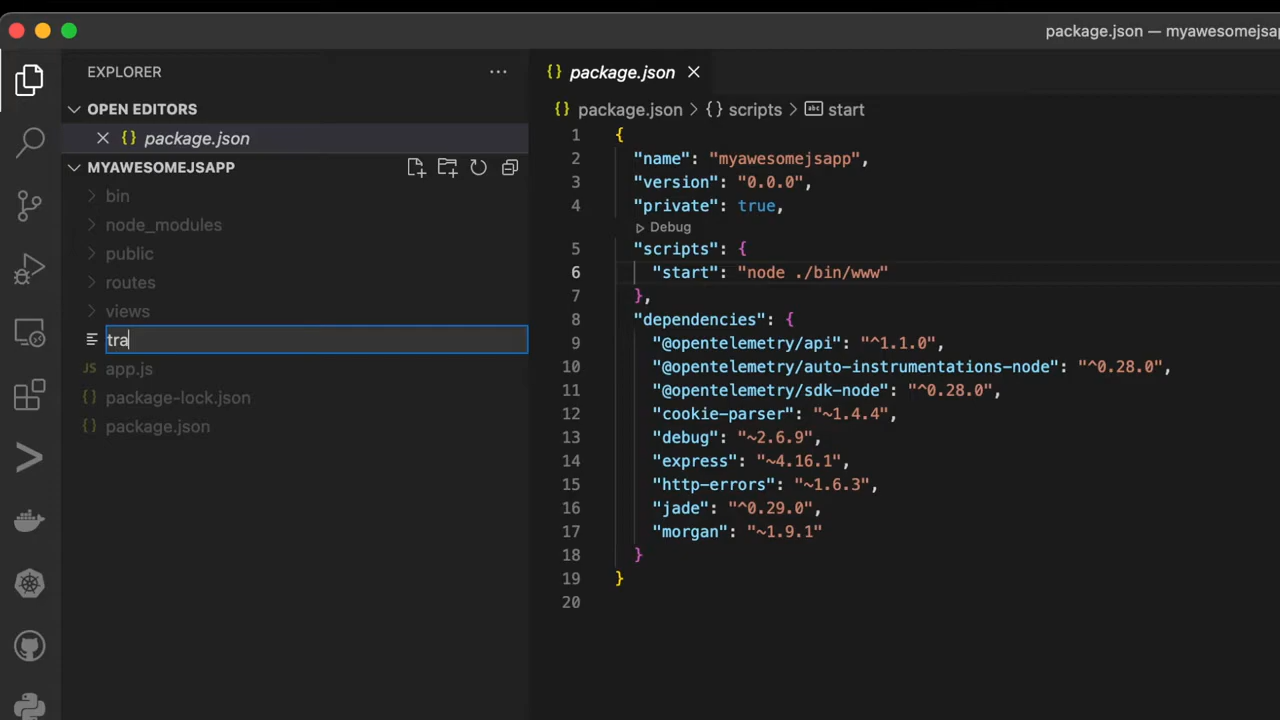 package.json — myawesomejsapp
EXPLORER
OPEN EDITORS
package.json
MYAWESOMEJSAPP
bin
node_modules
public
routes
views
tra
app.js
package-lock.json
package.json
package.json
package.json > {} scripts > abc start
1 {
2 "name": "myawesomejsapp",
3 "version": "0.0.0",
4 "private": true,
Debug
5 "scripts": {
6 "start": "node ./bin/www"
7 },
8 "dependencies": {
9 "@opentelemetry/api": "^1.1.0",
10 "@opentelemetry/auto-instrumentations-node": "^0.28.0",
11 "@opentelemetry/sdk-node": "^0.28.0",
12 "cookie-parser": "~1.4.4",
13 "debug": "~2.6.9",
14 "express": "~4.16.1",
15 "http-errors": "~1.6.3",
16 "jade": "^0.29.0",
17 "morgan": "~1.9.1"
18 }
19 }
20